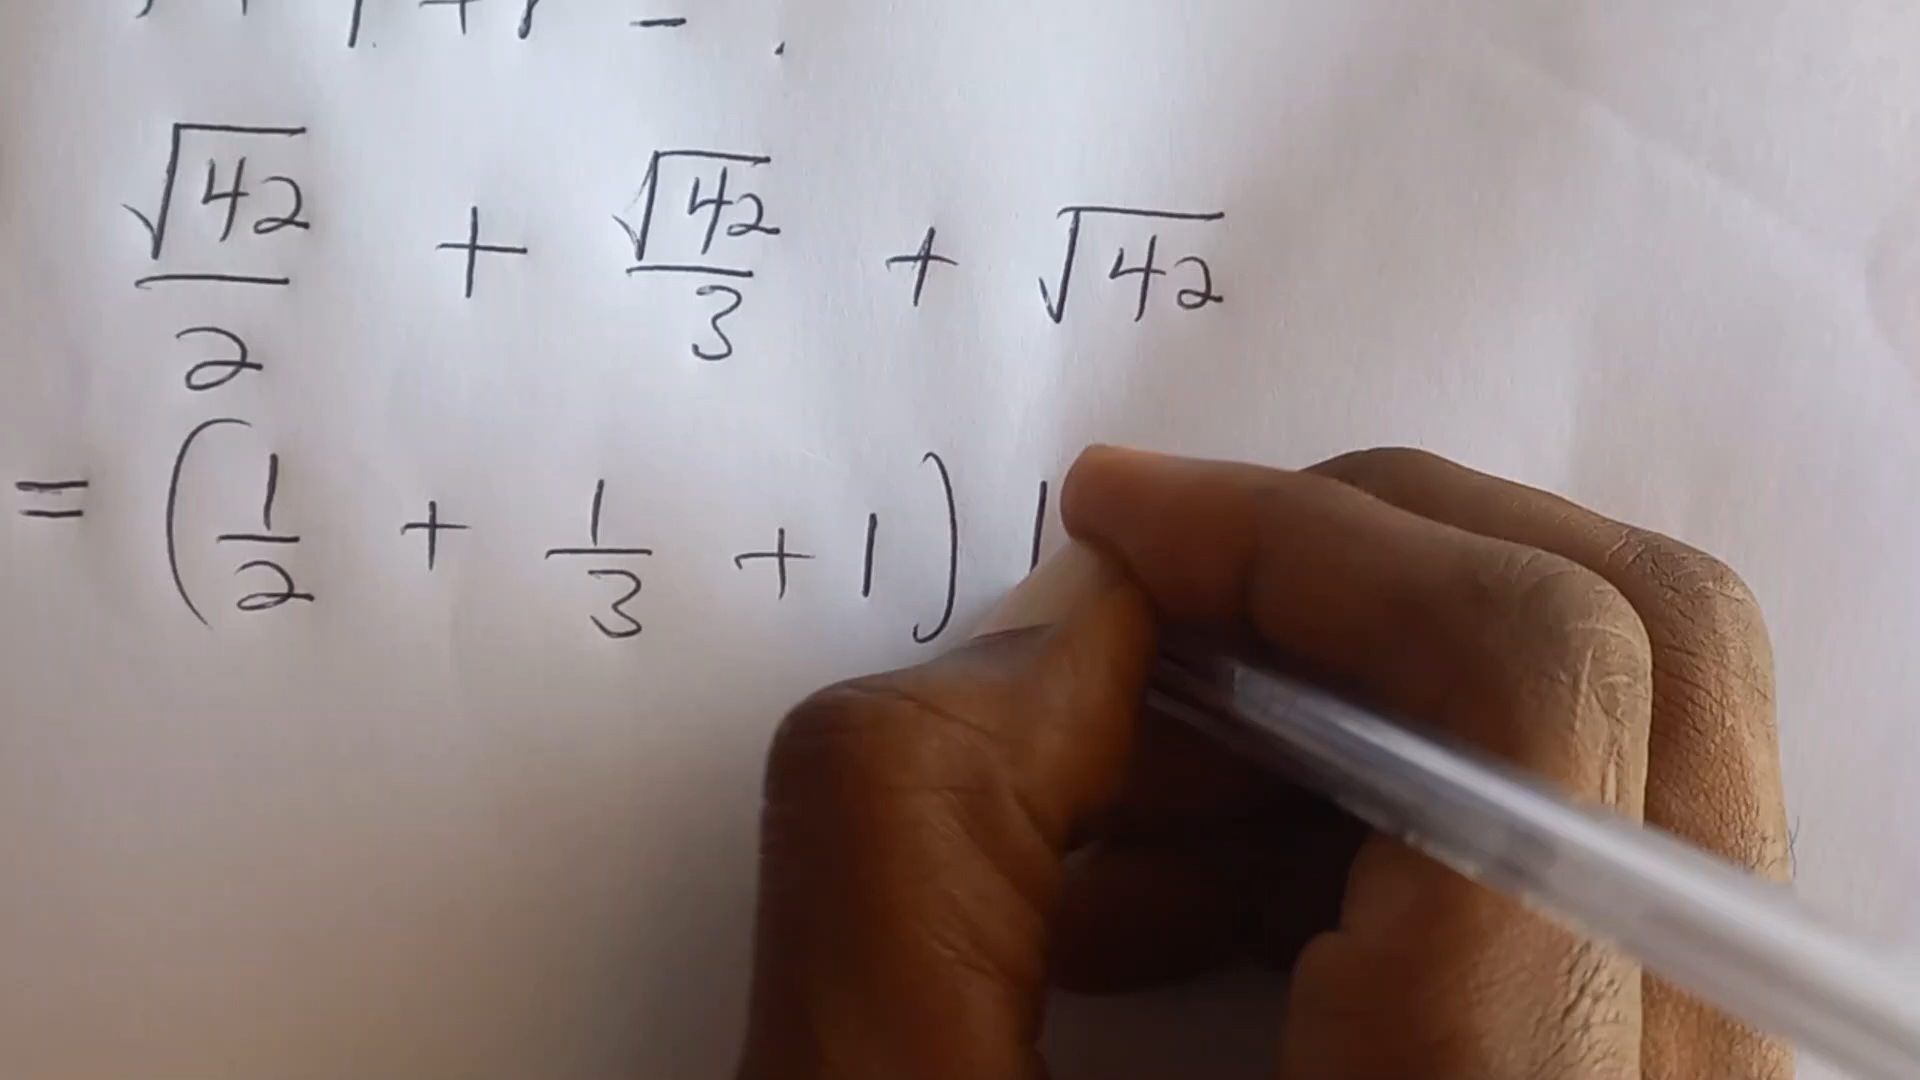 √42/2 + √42/3 + √42
= (1/2 + 1/3 + 1)